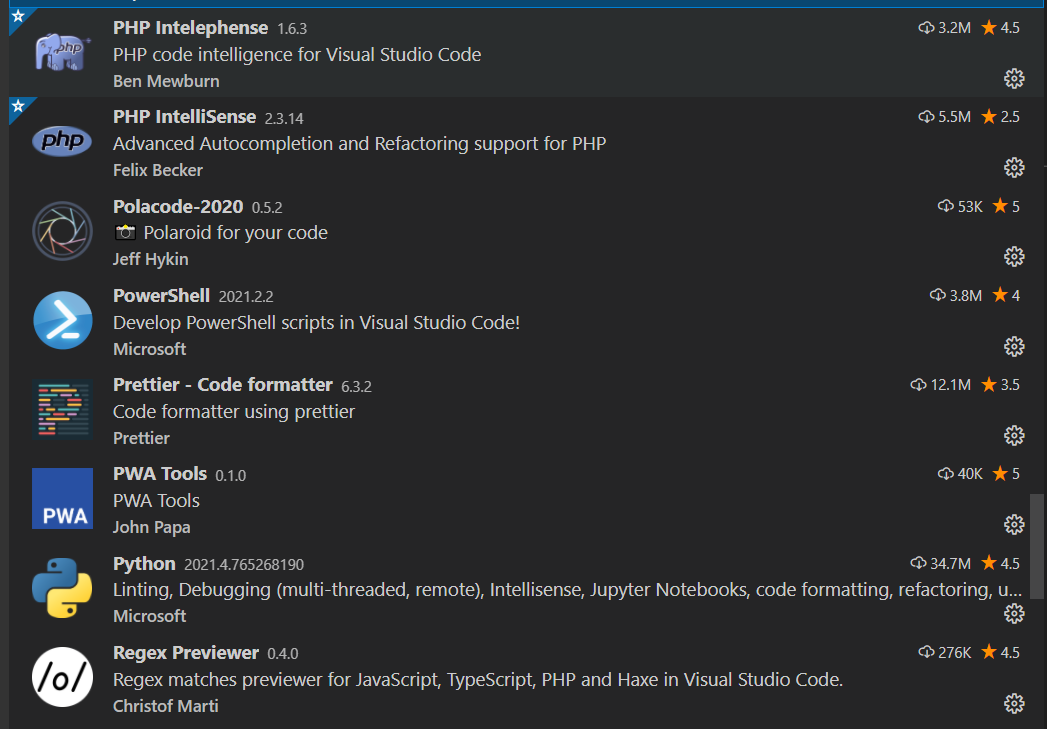 PHP Intelephense 1.6.3 3.2M 4.5
php
PHP code intelligence for Visual Studio Code
Ben Mewburn
PHP IntelliSense 2.3.14 5.5M 2.5
php
Advanced Autocompletion and Refactoring support for PHP
Felix Becker
Polacode-2020 0.5.2 53K 5
📷 Polaroid for your code
Jeff Hykin
PowerShell 2021.2.2 3.8M 4
Develop PowerShell scripts in Visual Studio Code!
Microsoft
Prettier - Code formatter 6.3.2 12.1M 3.5
Code formatter using prettier
Prettier
PWA Tools 0.1.0 40K 5
PWA Tools
PWA
John Papa
Python 2021.4.765268190 34.7M 4.5
Linting, Debugging (multi-threaded, remote), Intellisense, Jupyter Notebooks, code formatting, refactoring, u...
Microsoft
Regex Previewer 0.4.0 276K 4.5
/o/
Regex matches previewer for JavaScript, TypeScript, PHP and Haxe in Visual Studio Code.
Christof Marti